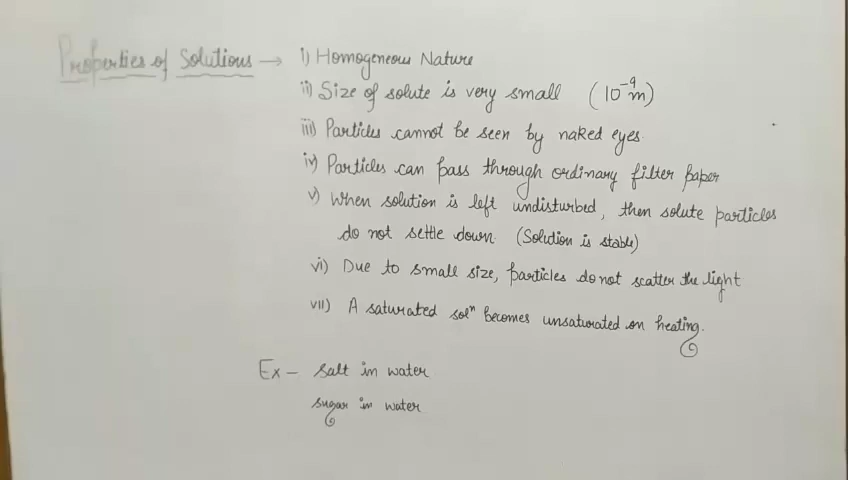 Properties of Solutions → i) Homogeneous Nature
ii) Size of solute is very small (10⁻⁹m)
iii) Particles cannot be seen by naked eyes.
iv) Particles can pass through ordinary filter paper
v) When solution is left undisturbed, then solute particles
do not settle down. (Solution is stable)
vi) Due to small size, particles do not scatter the light
vii) A saturated solⁿ becomes unsaturated on heating.
Ex - Salt in water
sugar in water